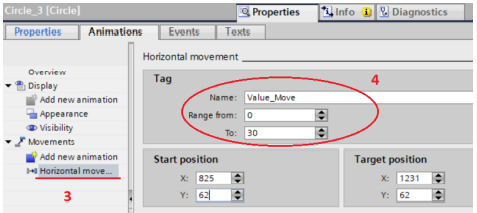 Circle_3 [Circle]
Properties Info Diagnostics
Properties Animations Events Texts
Horizontal movement
Overview
Display
Add new animation
Appearance
Visibility
Movements
Add new animation
Horizontal move...
3
Tag
4
Name: Value_Move
Range from: 0
To: 30
Start position
X: 825
Y: 62
Target position
X: 1231
Y: 62